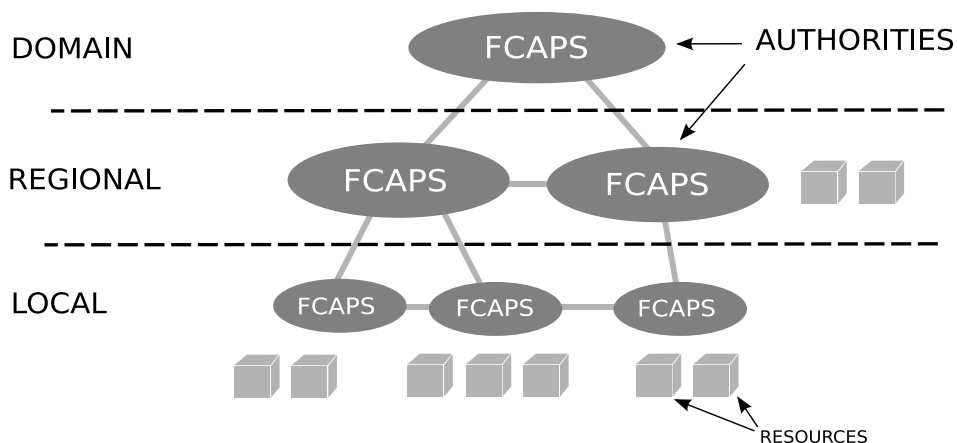 DOMAIN
FCAPS
AUTHORITIES
REGIONAL
FCAPS
FCAPS
LOCAL
FCAPS
FCAPS
FCAPS
RESOURCES